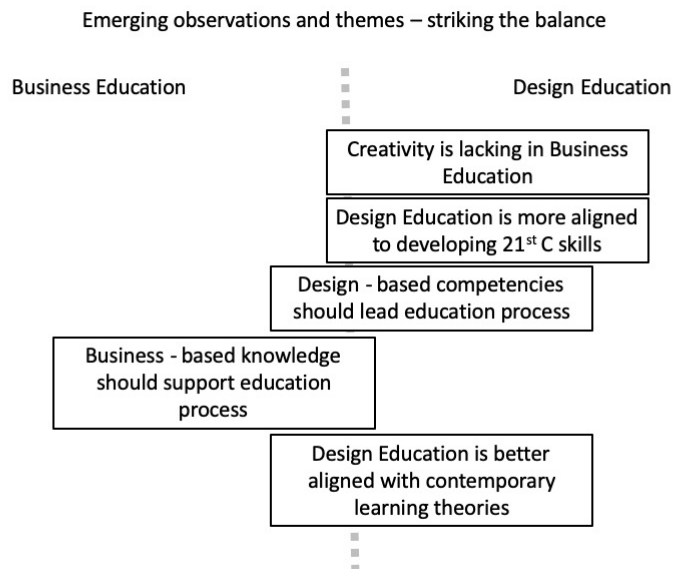 Emerging observations and themes – striking the balance
Business Education
Design Education
Creativity is lacking in Business
Education
Design Education is more aligned
to developing 21st C skills
Design - based competencies
should lead education process
Business - based knowledge
should support education
process
Design Education is better
aligned with contemporary
learning theories